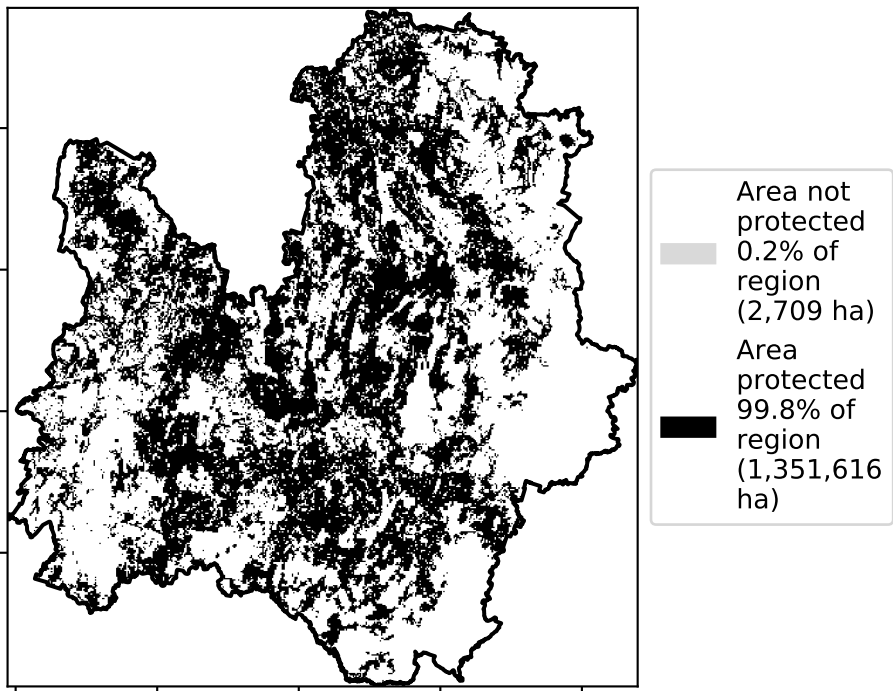 Area not
protected
0.2% of
region
(2,709 ha)
Area
protected
99.8% of
region
(1,351,616
ha)